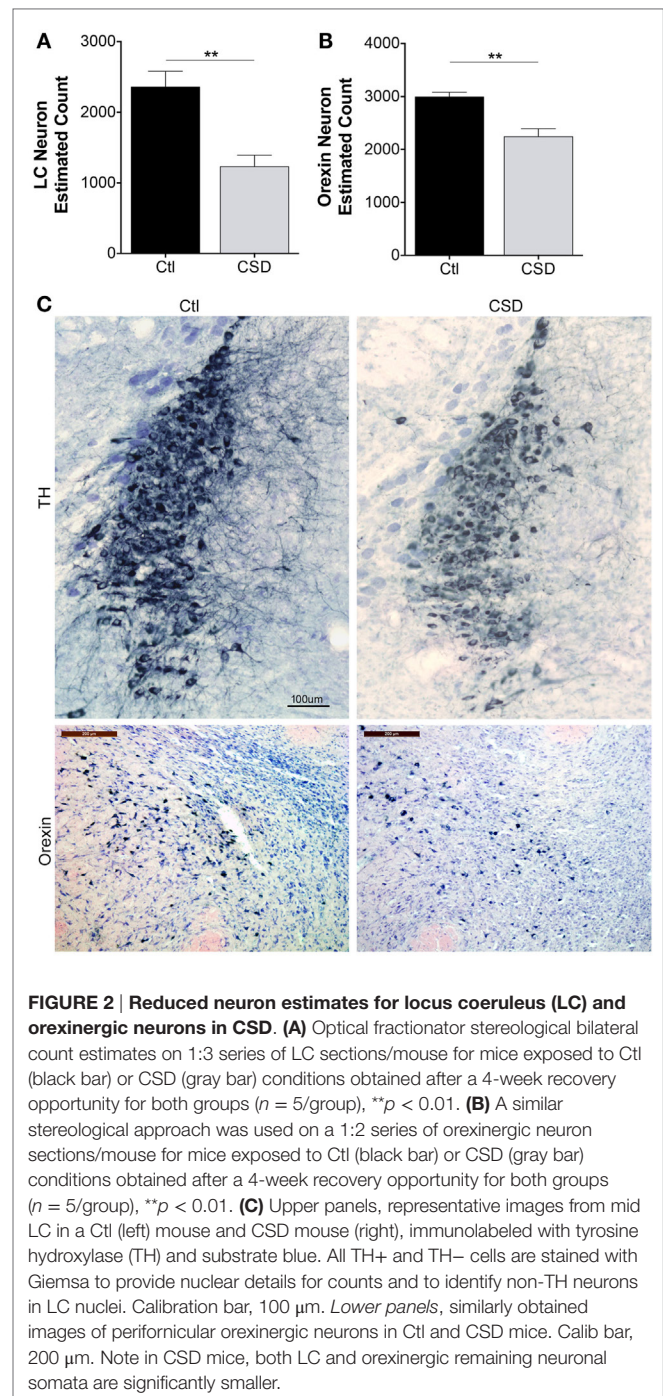 A
B
3000
2000
1000
0
LC Neuron
Estimated Count
**
Ctl
CSD
4000
3000
2000
1000
0
Orexin Neuron
Estimated Count
**
Ctl
CSD
C
Ctl
CSD
TH
100um
Orexin
200 µm
200 µm
FIGURE 2 | Reduced neuron estimates for locus coeruleus (LC) and
orexinergic neurons in CSD. (A) Optical fractionator stereological bilateral
count estimates on 1:3 series of LC sections/mouse for mice exposed to Ctl
(black bar) or CSD (gray bar) conditions obtained after a 4-week recovery
opportunity for both groups (n = 5/group), **p < 0.01. (B) A similar
stereological approach was used on a 1:2 series of orexinergic neuron
sections/mouse for mice exposed to Ctl (black bar) or CSD (gray bar)
conditions obtained after a 4-week recovery opportunity for both groups
(n = 5/group), **p < 0.01. (C) Upper panels, representative images from mid
LC in a Ctl (left) mouse and CSD mouse (right), immunolabeled with tyrosine
hydroxylase (TH) and substrate blue. All TH+ and TH− cells are stained with
Giemsa to provide nuclear details for counts and to identify non-TH neurons
in LC nuclei. Calibration bar, 100 μm. Lower panels, similarly obtained
images of perifornicular orexinergic neurons in Ctl and CSD mice. Calib bar,
200 μm. Note in CSD mice, both LC and orexinergic remaining neuronal
somata are significantly smaller.